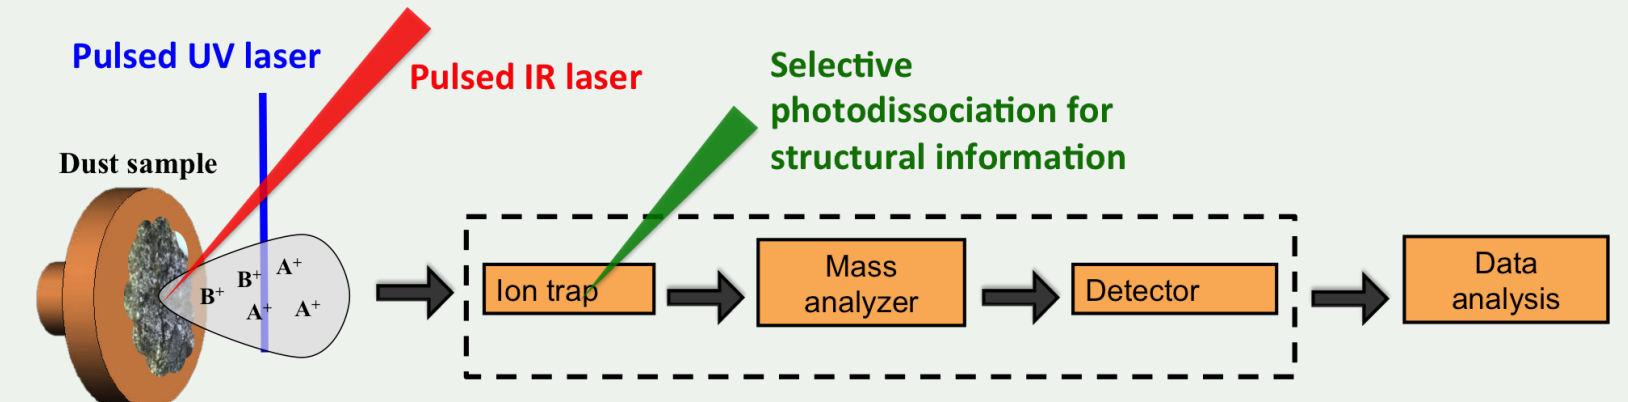 Pulsed UV laser
Pulsed IR laser
Selective
photodissociation for
structural information
Dust sample
B+
B+
A+
A+
A+
Ion trap
Mass
analyzer
Detector
Data
analysis